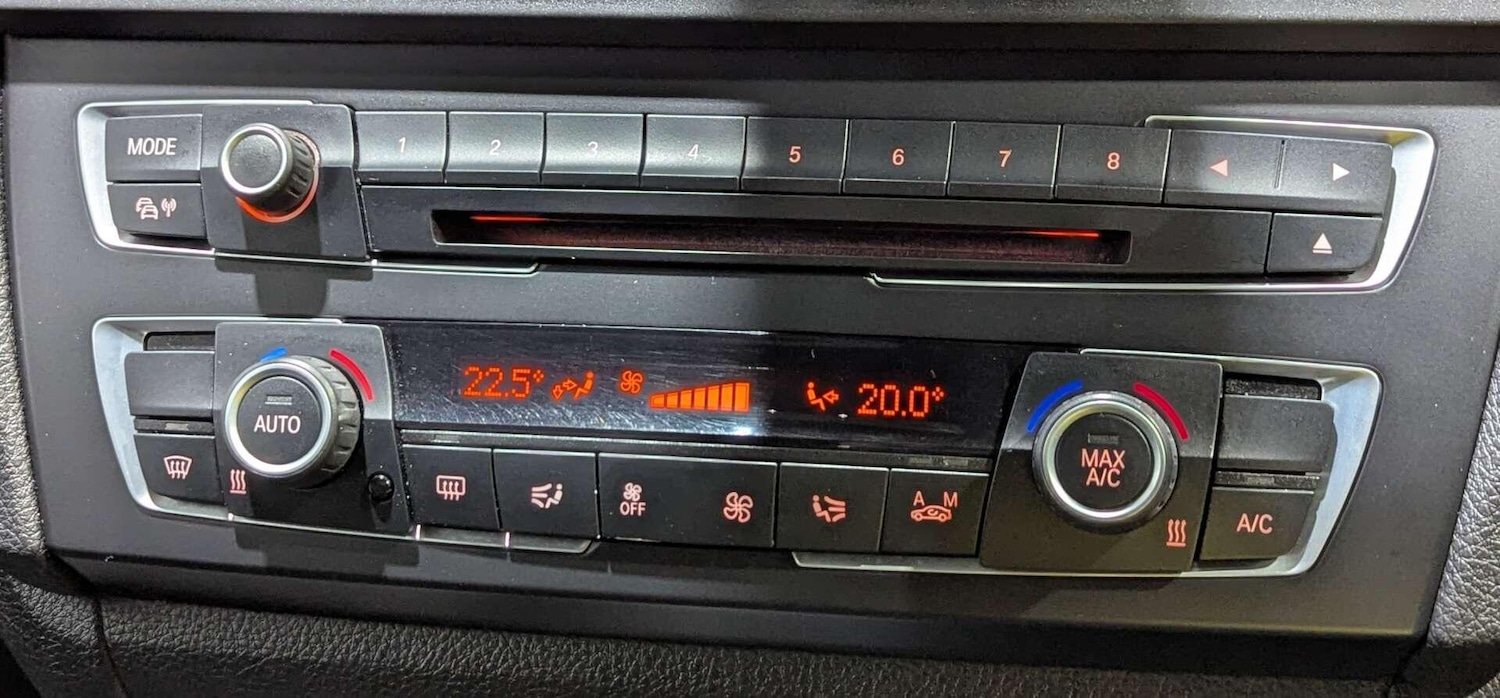 MODE 1 2 3 4 5 6 7 8
22.5° 20.0°
AUTO
MAX
A/C
OFF
A M
A/C